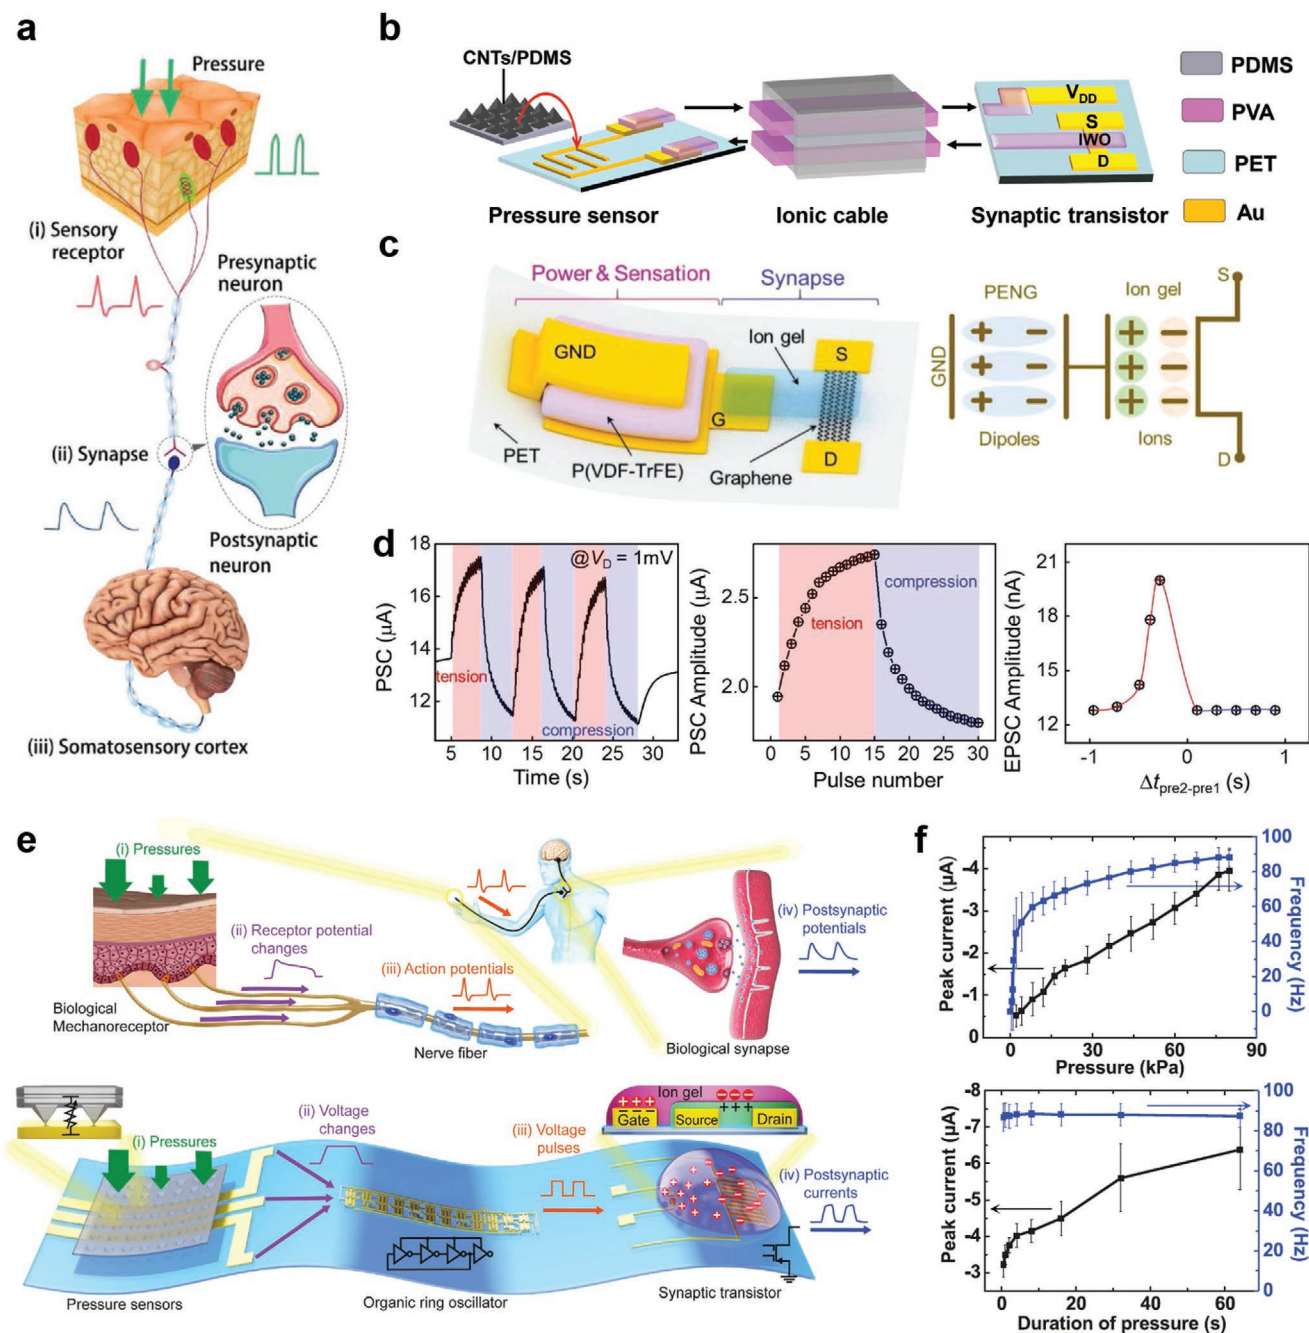 a
Pressure
(i) Sensory
receptor
Presynaptic
neuron
(ii) Synapse
Postsynaptic
neuron
(iii) Somatosensory cortex
b
CNTs/PDMS
Pressure sensor
Ionic cable
V_DD
S
IWO
D
Synaptic transistor
PDMS
PVA
PET
Au
c
Power & Sensation
Synapse
GND
Ion gel
S
G
PET
P(VDF-TrFE)
Graphene
D
PENG
Ion gel
S
GND
+ − + −
+ − + −
+ − + −
Dipoles
Ions
D
d
18
16
14
12
PSC (μA)
@V_D = 1mV
tension
compression
5 10 15 20 25 30
Time (s)
2.5
2.0
PSC Amplitude (μA)
compression
tension
0 5 10 15 20 25 30
Pulse number
21
18
15
12
EPSC Amplitude (nA)
-1 0 1
Δt_pre2-pre1 (s)
e
(i) Pressures
(ii) Receptor potential
changes
(iii) Action potentials
(iv) Postsynaptic
potentials
Biological
Mechanoreceptor
Nerve fiber
Biological synapse
(i) Pressures
(ii) Voltage
changes
(iii) Voltage
pulses
Ion gel
+ + + − − −
Gate
Source
+ + +
Drain
(iv) Postsynaptic
currents
Pressure sensors
Organic ring oscillator
Synaptic transistor
f
-4
-3
-2
-1
0
Peak current (μA)
100
80
60
40
20
0
Frequency (Hz)
0 30 60 90
Pressure (kPa)
-8
-7
-6
-5
-4
-3
Peak current (μA)
100
80
60
40
20
0
Frequency (Hz)
0 20 40 60
Duration of pressure (s)